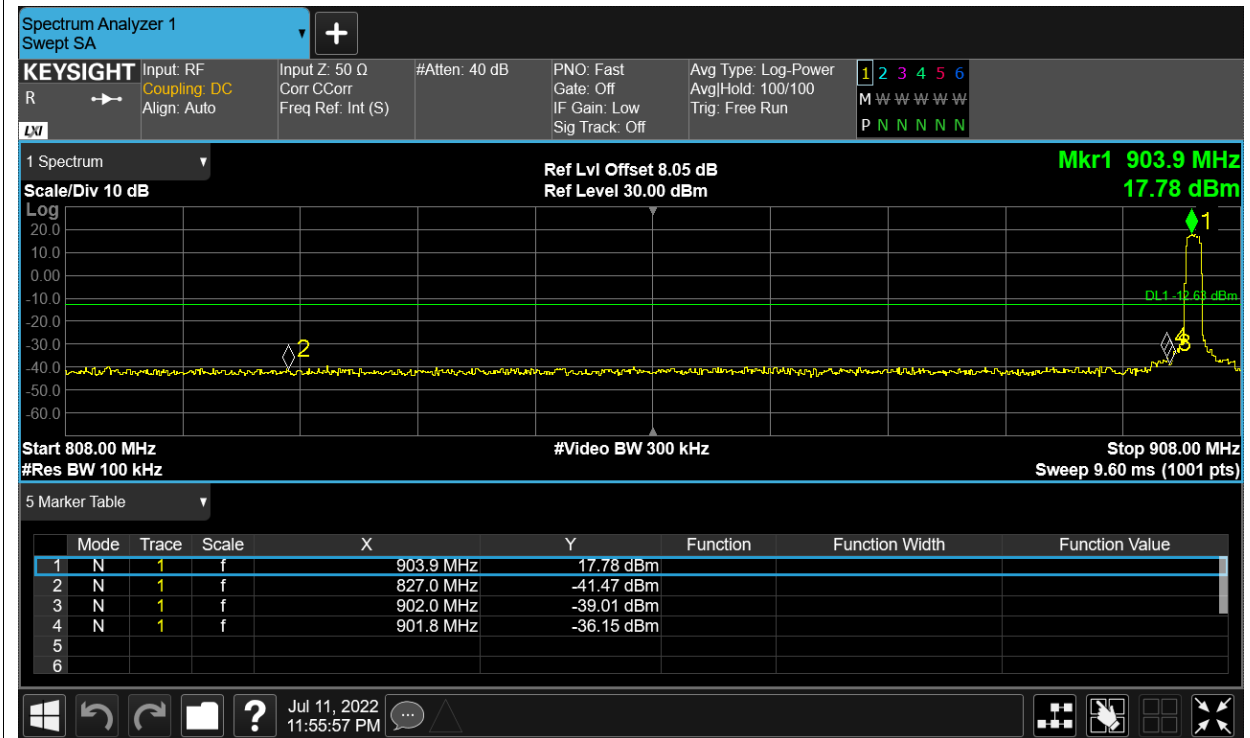 Spectrum Analyzer 1
Swept SA
KEYSIGHT
R
LXI
Input: RF
Coupling: DC
Align: Auto
Input Z: 50 Ω
Corr CCorr
Freq Ref: Int (S)
#Atten: 40 dB
PNO: Fast
Gate: Off
IF Gain: Low
Sig Track: Off
Avg Type: Log-Power
Avg|Hold: 100/100
Trig: Free Run
1 2 3 4 5 6
M W W W W W
P N N N N N
1 Spectrum
Scale/Div 10 dB
Ref Lvl Offset 8.05 dB
Ref Level 30.00 dBm
Mkr1 903.9 MHz
17.78 dBm
Log
20.0
10.0
0.00
-10.0
-20.0
-30.0
-40.0
-50.0
-60.0
1
DL1 -12.63 dBm
2
4
3
Start 808.00 MHz
#Res BW 100 kHz
#Video BW 300 kHz
Stop 908.00 MHz
Sweep 9.60 ms (1001 pts)
5 Marker Table
Mode Trace Scale X Y Function Function Width Function Value
1 N 1 f 903.9 MHz 17.78 dBm
2 N 1 f 827.0 MHz -41.47 dBm
3 N 1 f 902.0 MHz -39.01 dBm
4 N 1 f 901.8 MHz -36.15 dBm
5
6
?
Jul 11, 2022
11:55:57 PM